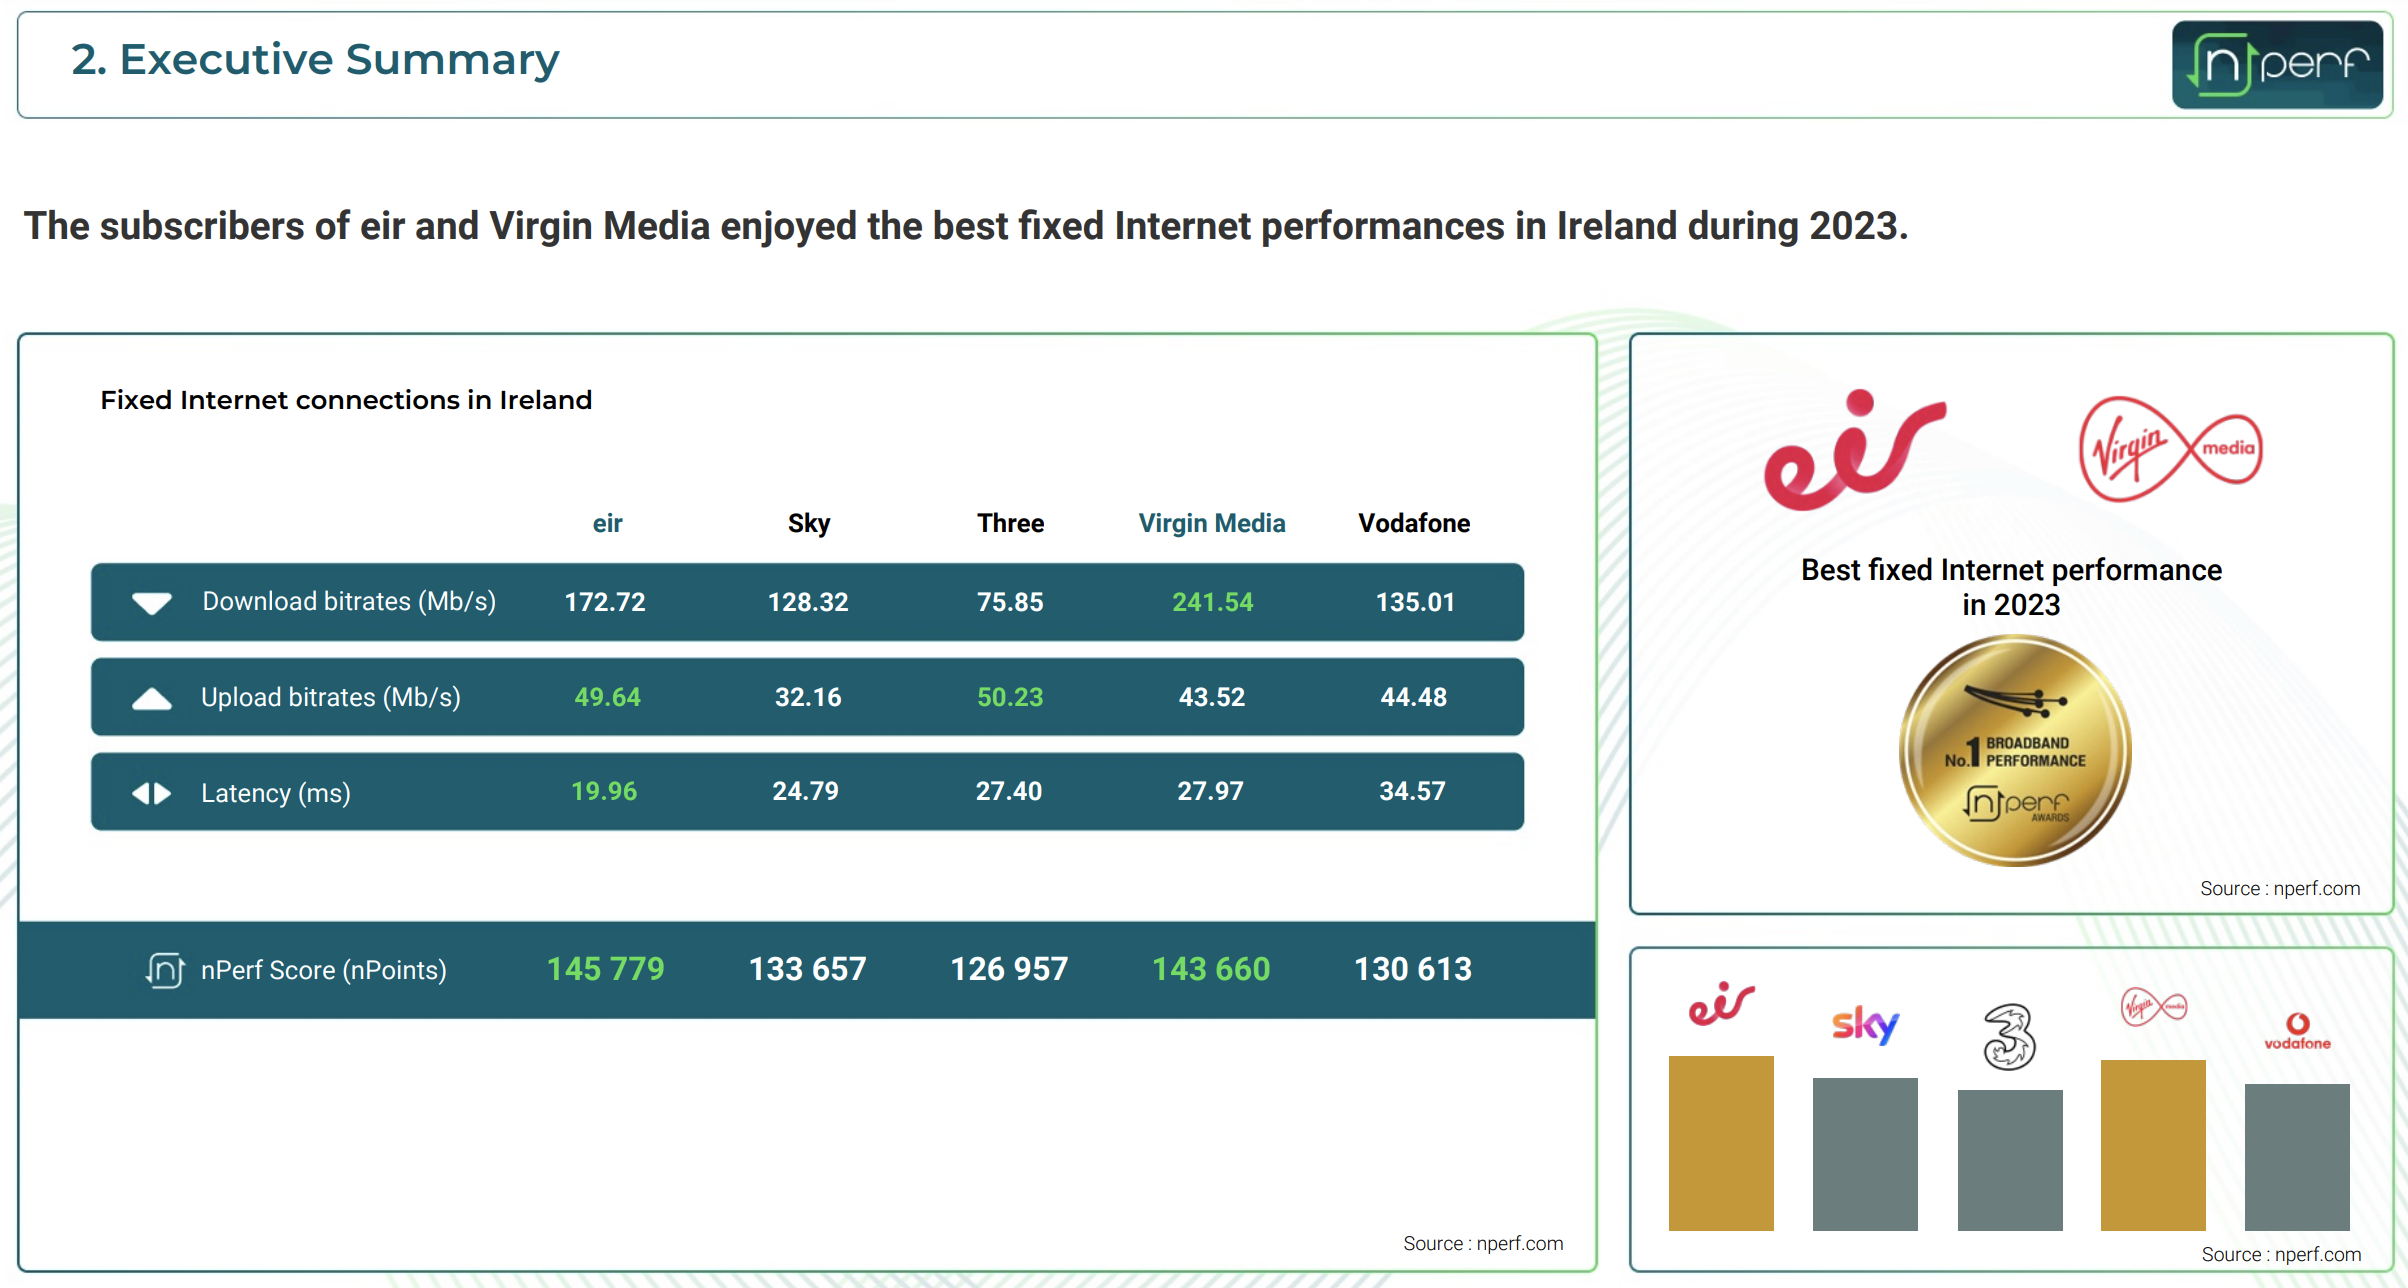 2. Executive Summary
nperf
The subscribers of eir and Virgin Media enjoyed the best fixed Internet performances in Ireland during 2023.
Fixed Internet connections in Ireland
eir Sky Three Virgin Media Vodafone
Download bitrates (Mb/s) 172.72 128.32 75.85 241.54 135.01
Upload bitrates (Mb/s) 49.64 32.16 50.23 43.52 44.48
Latency (ms) 19.96 24.79 27.40 27.97 34.57
n nPerf Score (nPoints) 145 779 133 657 126 957 143 660 130 613
Source : nperf.com
eir Virgin media
Best fixed Internet performance
in 2023
No.1 BROADBAND
PERFORMANCE
nperf
AWARDS
Source : nperf.com
eir sky 3 Virgin media vodafone
Source : nperf.com